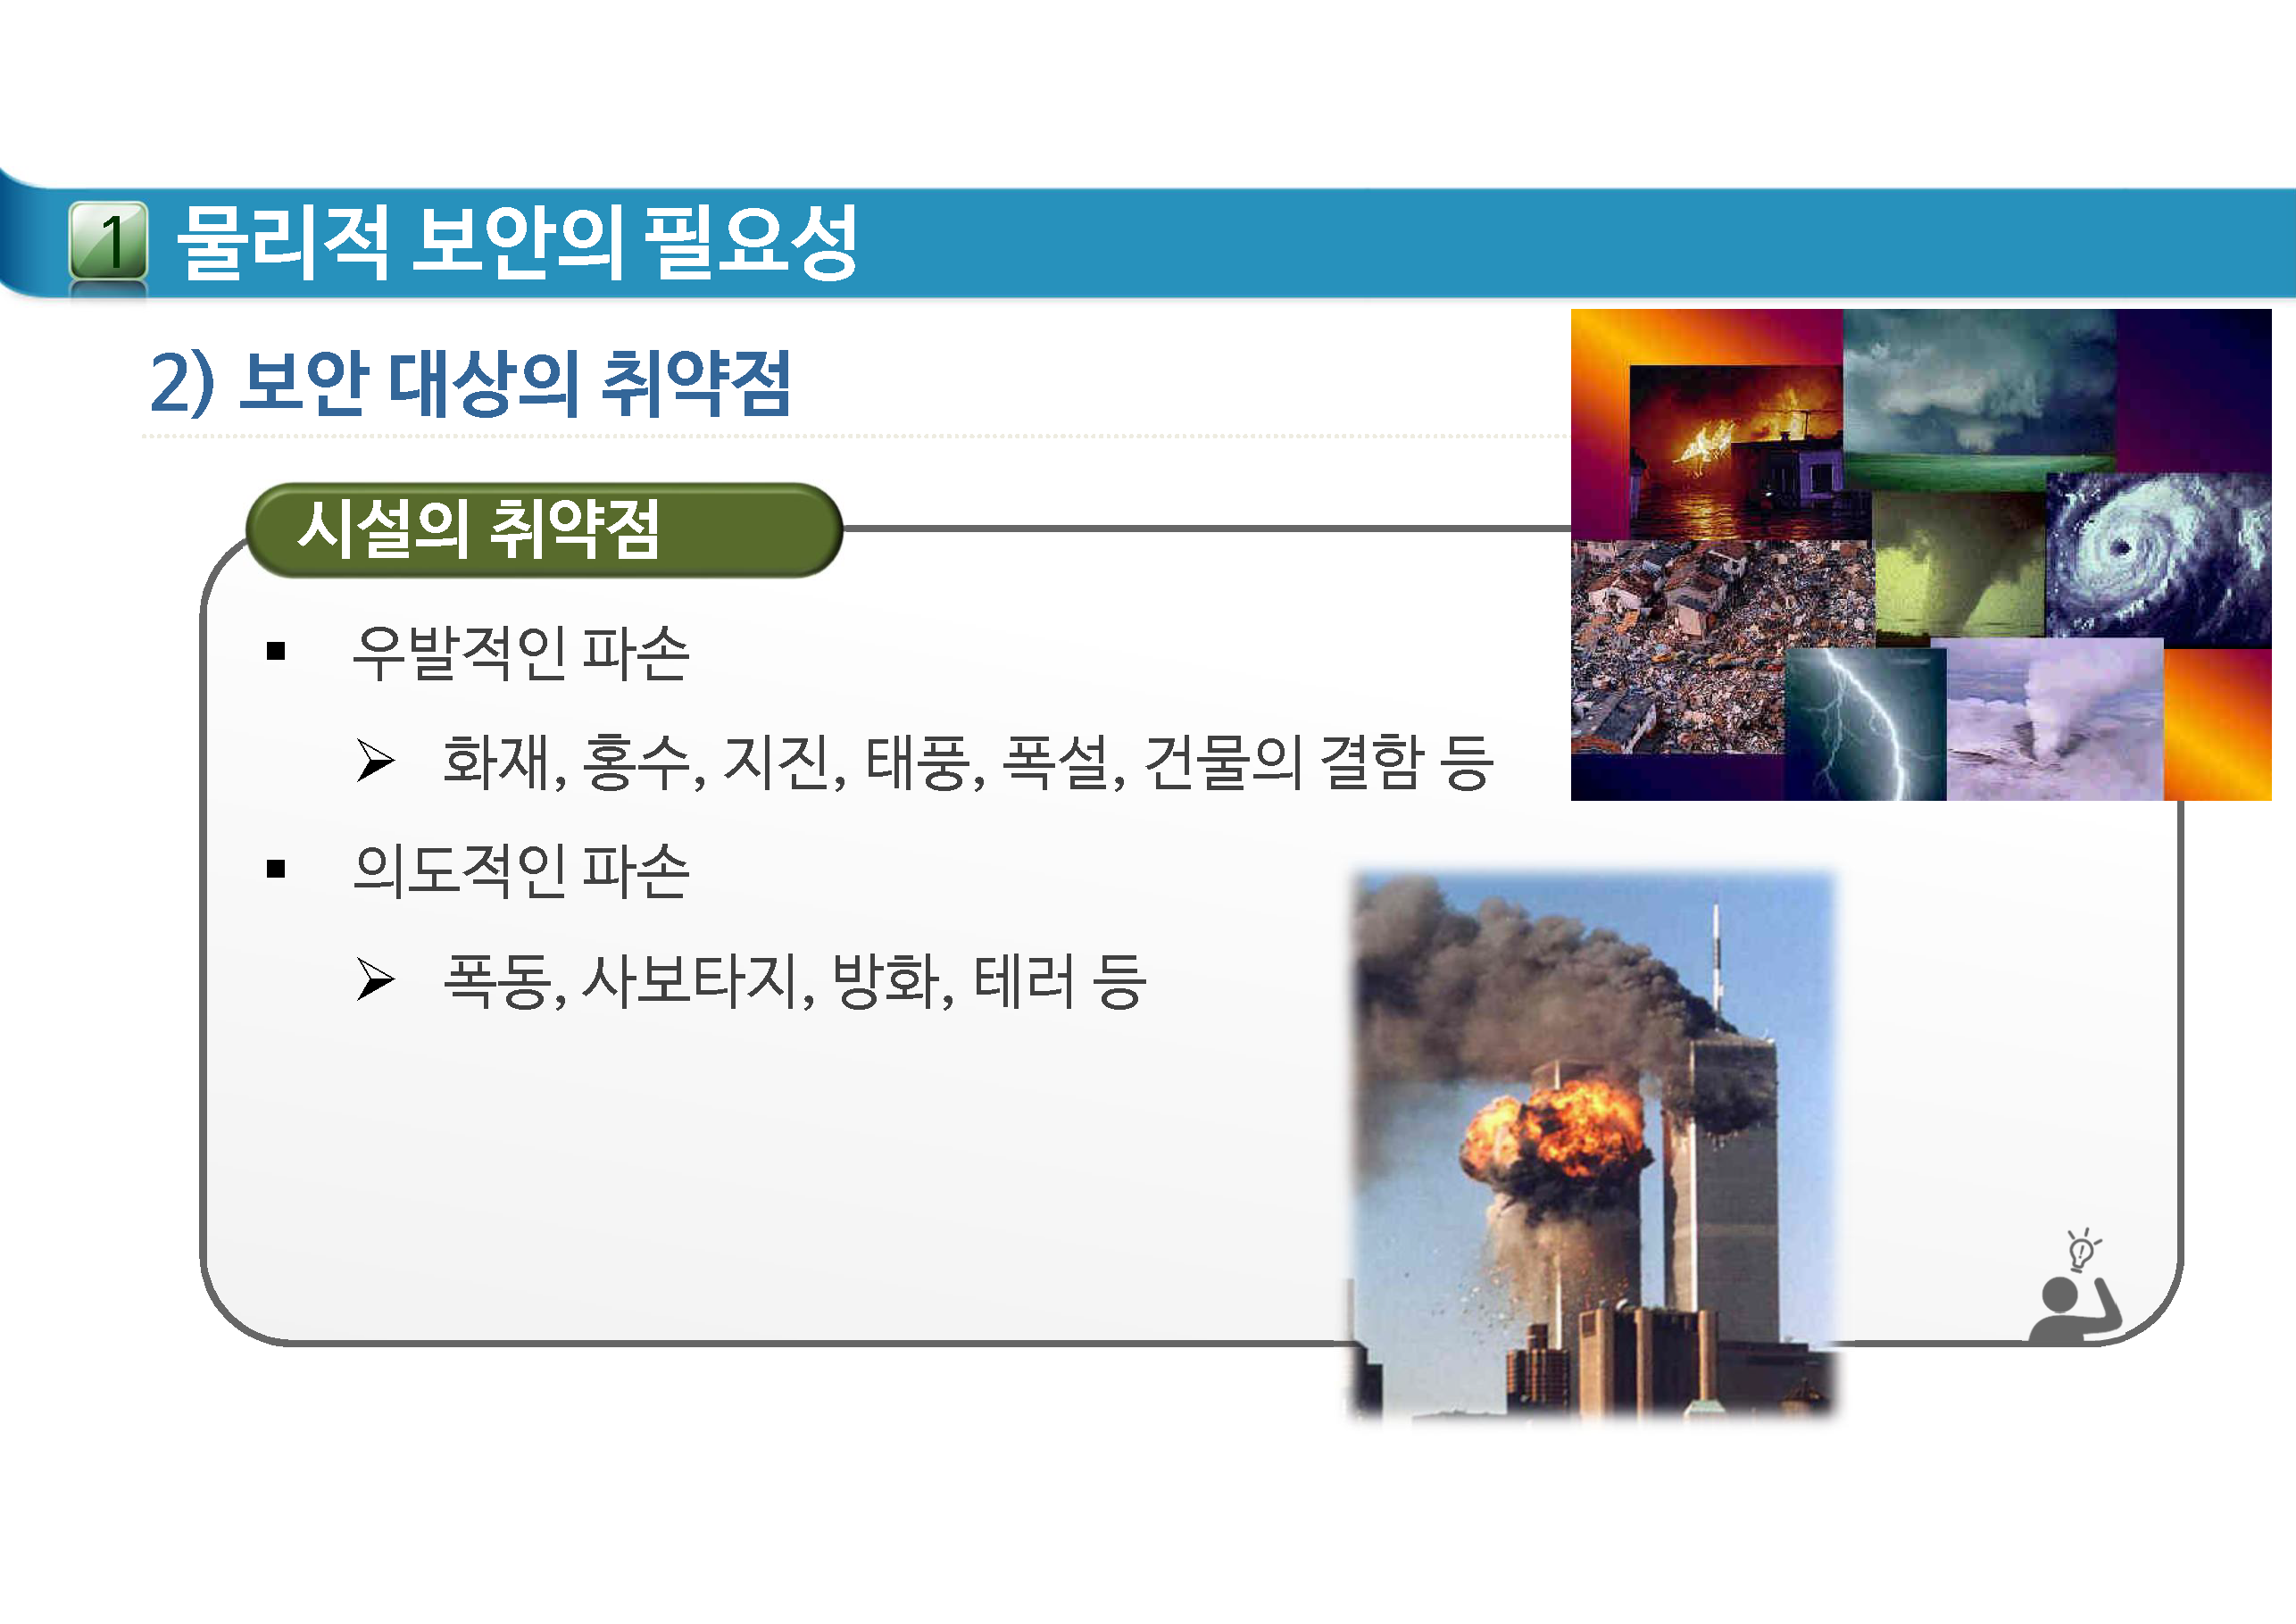 1 물리적 보안의 필요성
2) 보안 대상의 취약점
시설의 취약점
▪ 우발적인 파손
➢ 화재, 홍수, 지진, 태풍, 폭설, 건물의 결함 등
▪ 의도적인 파손
➢ 폭동, 사보타지, 방화, 테러 등